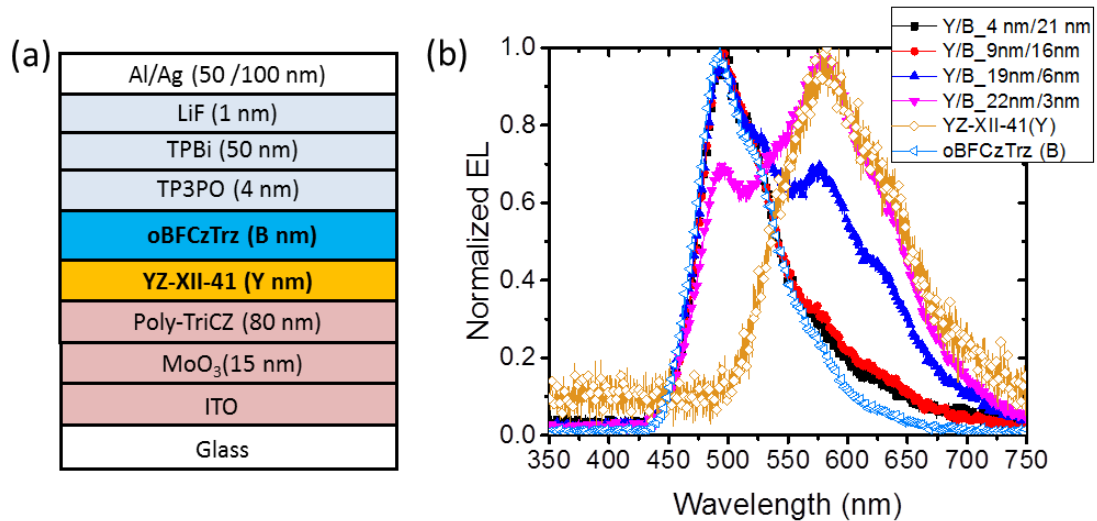 (a)
Al/Ag (50 /100 nm)
LiF (1 nm)
TPBi (50 nm)
TP3PO (4 nm)
oBFCzTrz (B nm)
YZ-XII-41 (Y nm)
Poly-TriCZ (80 nm)
MoO₃(15 nm)
ITO
Glass
(b)
Y/B_4 nm/21 nm
Y/B_9nm/16nm
Y/B_19nm/6nm
Y/B_22nm/3nm
YZ-XII-41(Y)
oBFCzTrz (B)
Normalized EL
1.0
0.8
0.6
0.4
0.2
0.0
350 400 450 500 550 600 650 700 750
Wavelength (nm)